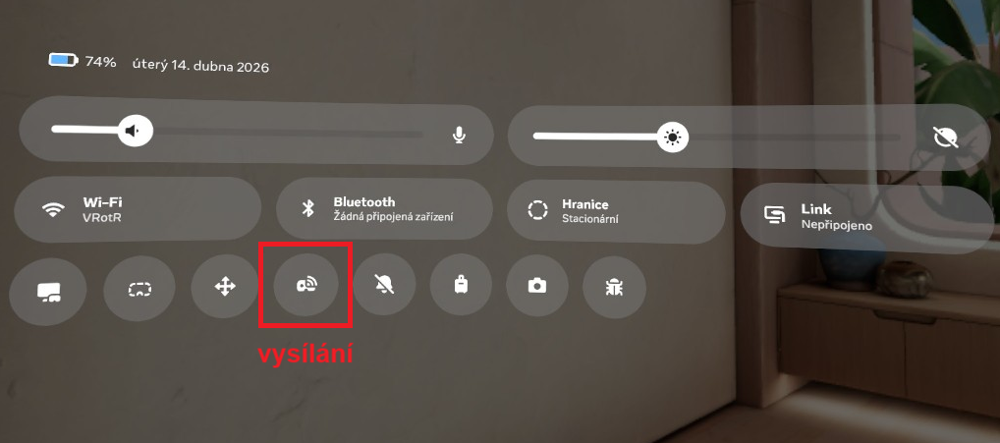 74% úterý 14. dubna 2026
Wi-Fi
VRotR
Bluetooth
Žádná připojená zařízení
Hranice
Stacionární
Link
Nepřipojeno
vysílání